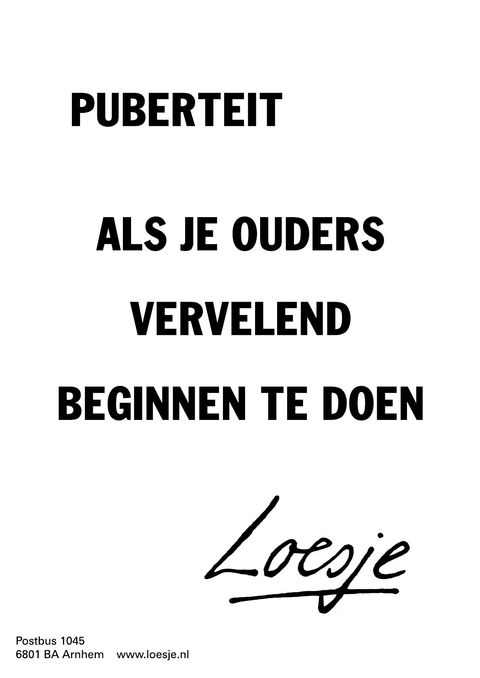 PUBERTEIT
ALS JE OUDERS
VERVELEND
BEGINNEN TE DOEN
Loesje
Postbus 1045
6801 BA Arnhem www.loesje.nl